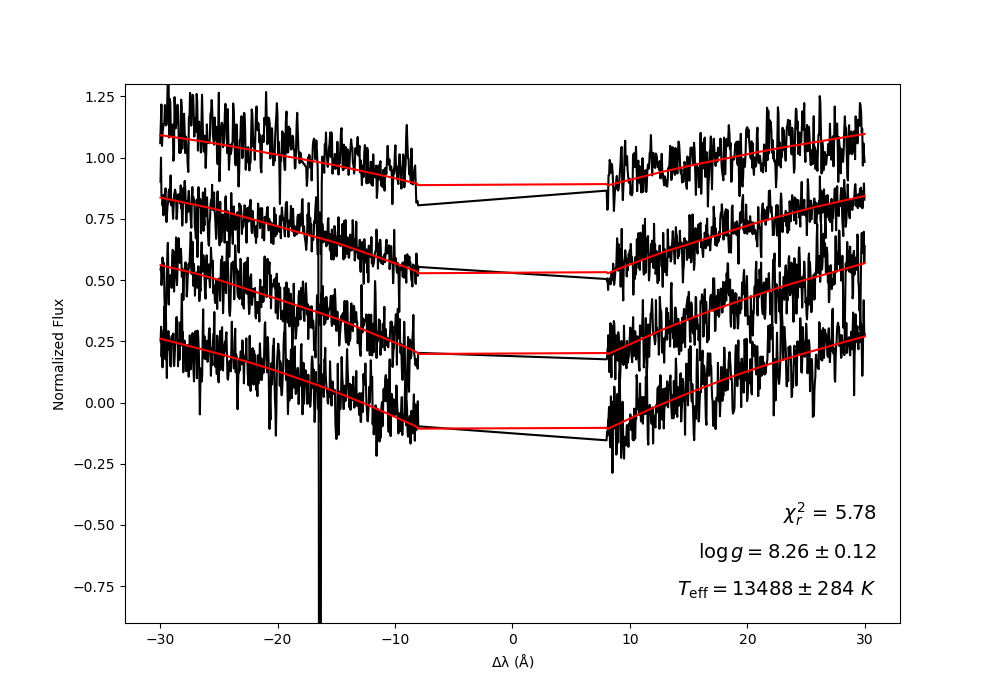 1.25
1.00
0.75
0.50
0.25
0.00
−0.25
−0.50
−0.75
Normalized Flux
χ²ᵣ = 5.78
log g = 8.26 ± 0.12
T_eff = 13488 ± 284 K
−30 −20 −10 0 10 20 30
Δλ (Å)